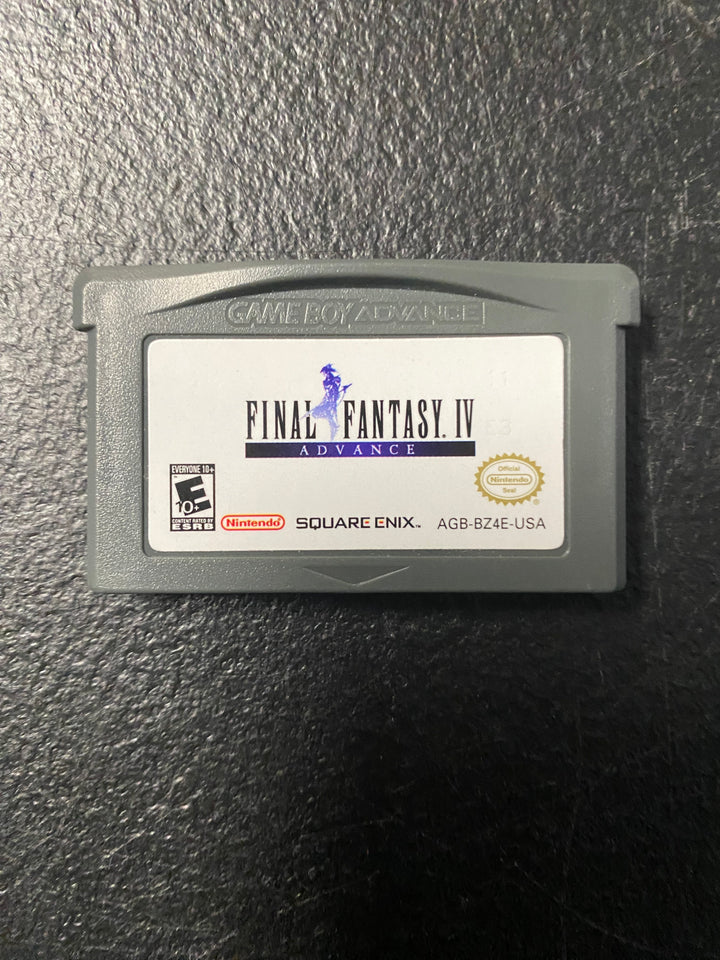 GAME BOY ADVANCE
FINAL FANTASY IV
ADVANCE
EVERYONE 10+
E
10+
CONTENT RATED BY
ESRB
Nintendo
SQUARE ENIX™
Official
Nintendo
Seal
®
AGB-BZ4E-USA